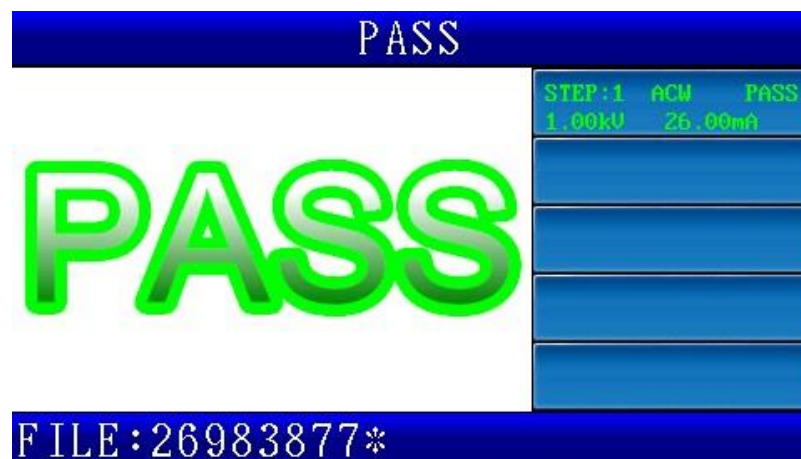 PASS
PASS
STEP:1 ACW PASS
1.00kV 26.00mA
FILE:26983877*